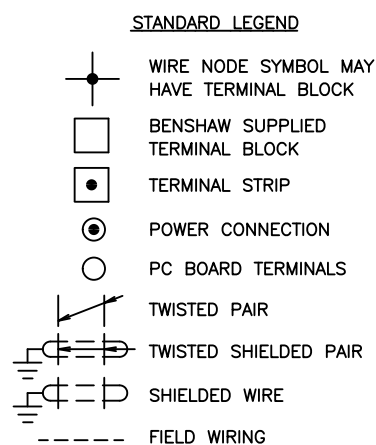 STANDARD LEGEND
WIRE NODE SYMBOL MAY
HAVE TERMINAL BLOCK
BENSHAW SUPPLIED
TERMINAL BLOCK
TERMINAL STRIP
POWER CONNECTION
PC BOARD TERMINALS
TWISTED PAIR
TWISTED SHIELDED PAIR
SHIELDED WIRE
FIELD WIRING